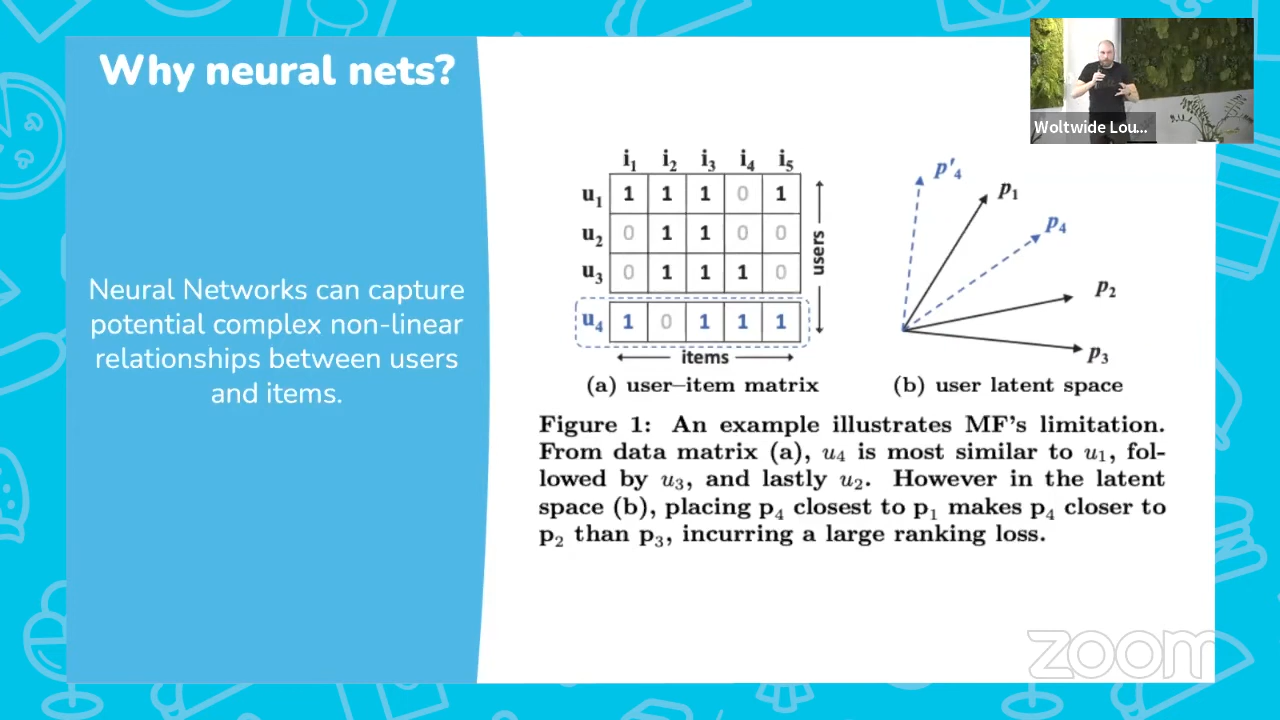 Why neural nets?
Neural Networks can capture
potential complex non-linear
relationships between users
and items.
Woltwide Lou...
i₁ i₂ i₃ i₄ i₅
u₁ 1 1 1 0 1
u₂ 0 1 1 0 0
u₃ 0 1 1 1 0
u₄ 1 0 1 1 1
users
items
(a) user–item matrix
p'₄
p₁
p₄
p₂
p₃
(b) user latent space
Figure 1: An example illustrates MF's limitation.
From data matrix (a), u₄ is most similar to u₁, fol-
lowed by u₃, and lastly u₂. However in the latent
space (b), placing p₄ closest to p₁ makes p₄ closer to
p₂ than p₃, incurring a large ranking loss.
zoom